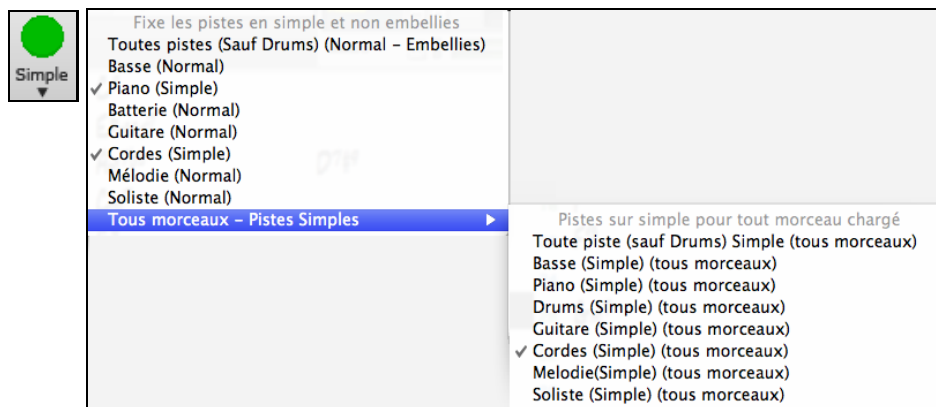 Simple
Fixe les pistes en simple et non embellies
Toutes pistes (Sauf Drums) (Normal – Embellies)
Basse (Normal)
Piano (Simple)
Batterie (Normal)
Guitare (Normal)
Cordes (Simple)
Mélodie (Normal)
Soliste (Normal)
Tous morceaux – Pistes Simples
Pistes sur simple pour tout morceau chargé
Toute piste (sauf Drums) Simple (tous morceaux)
Basse (Simple) (tous morceaux)
Piano (Simple) (tous morceaux)
Drums (Simple) (tous morceaux)
Guitare (Simple) (tous morceaux)
Cordes (Simple) (tous morceaux)
Melodie(Simple) (tous morceaux)
Soliste (Simple) (tous morceaux)